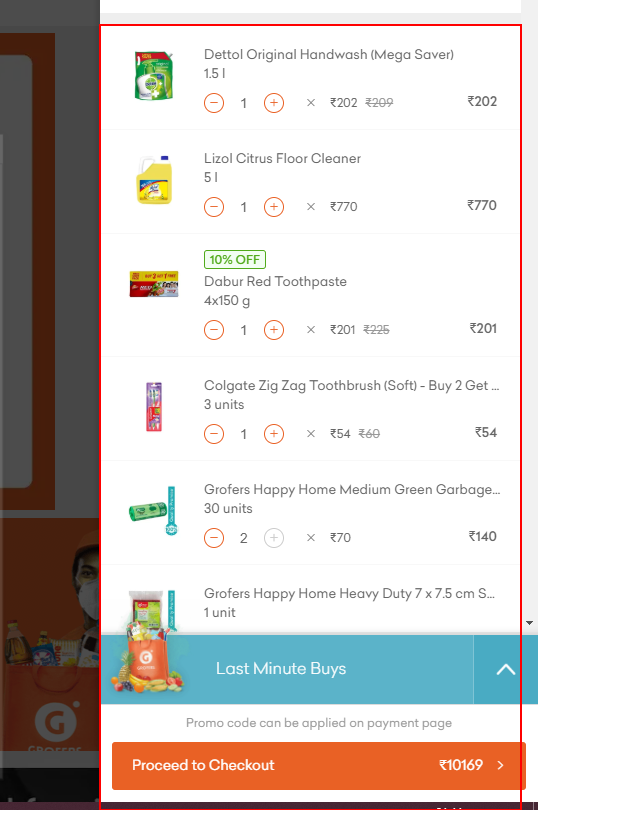 Dettol Original Handwash (Mega Saver)
1.5 l
1 × ₹202 ₹209 ₹202
Lizol Citrus Floor Cleaner
5 l
1 × ₹770 ₹770
10% OFF
Dabur Red Toothpaste
4x150 g
1 × ₹201 ₹225 ₹201
Colgate Zig Zag Toothbrush (Soft) - Buy 2 Get ...
3 units
1 × ₹54 ₹60 ₹54
Grofers Happy Home Medium Green Garbage...
30 units
2 × ₹70 ₹140
Grofers Happy Home Heavy Duty 7 x 7.5 cm S...
1 unit
Last Minute Buys
Promo code can be applied on payment page
Proceed to Checkout ₹10169
GROFERS